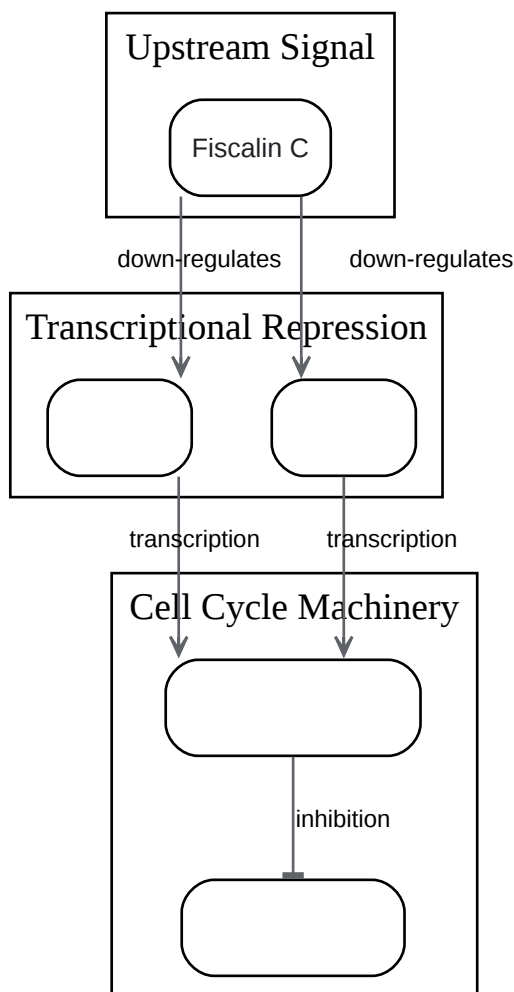 Upstream Signal
Fiscalin C
down-regulates
down-regulates
Transcriptional Repression
transcription
transcription
Cell Cycle Machinery
inhibition